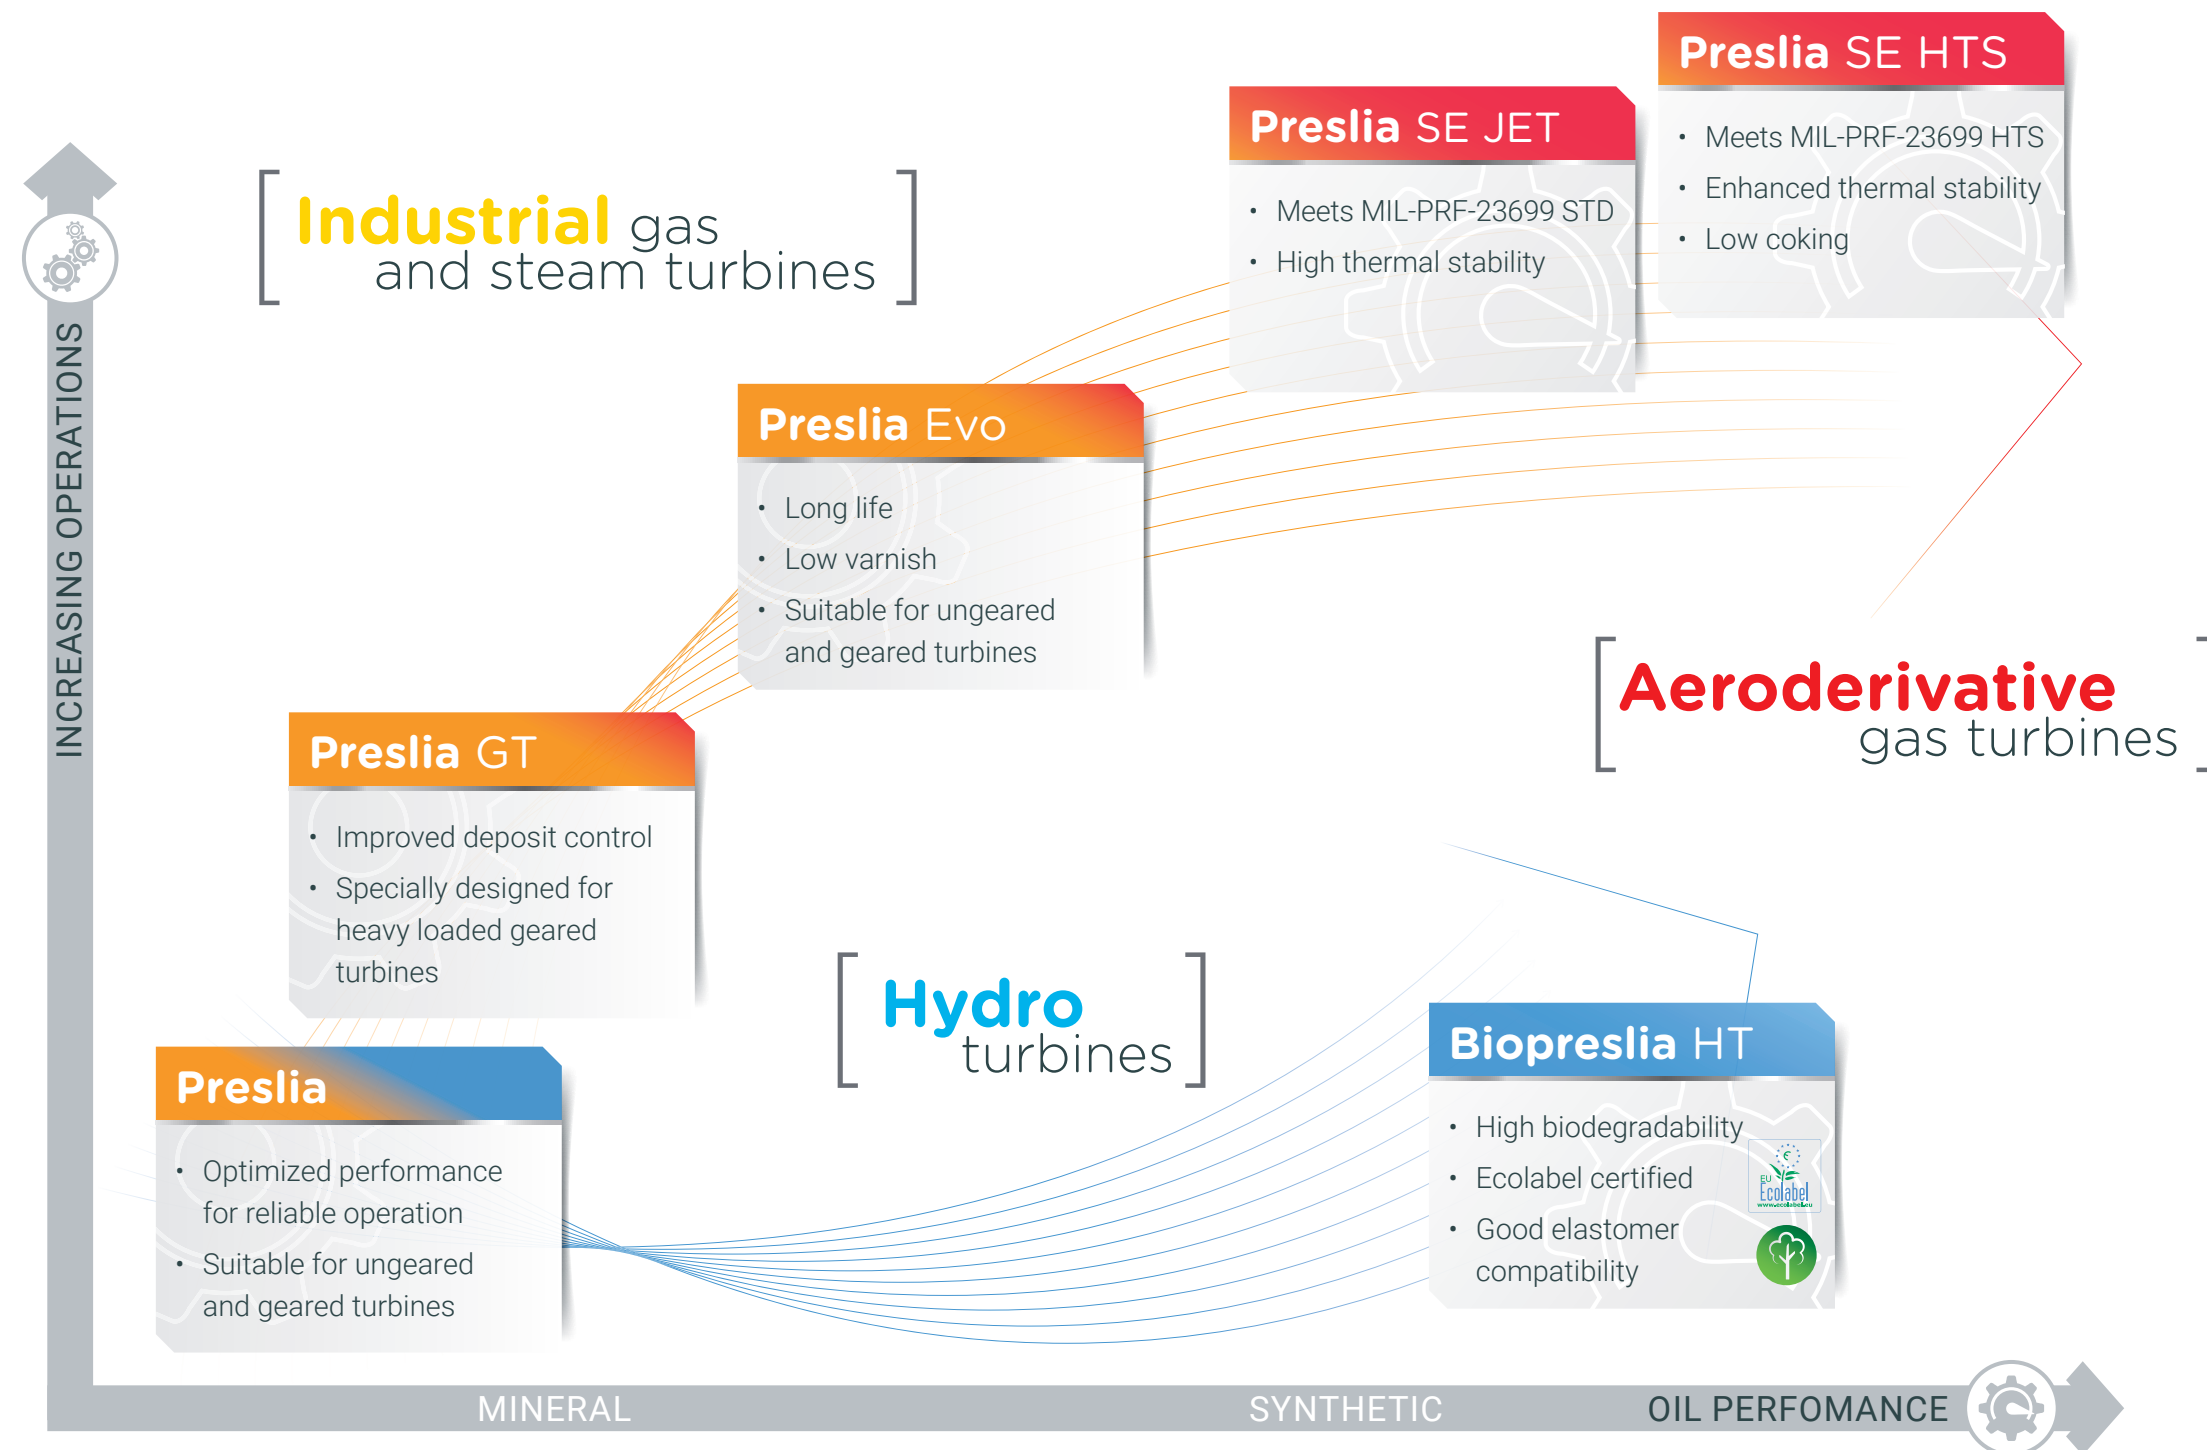 Preslia SE HTS
• Meets MIL-PRF-23699 HTS
• Enhanced thermal stability
• Low coking
Preslia SE JET
• Meets MIL-PRF-23699 STD
• High thermal stability
Industrial gas
and steam turbines
INCREASING OPERATIONS
Preslia Evo
• Long life
• Low varnish
• Suitable for ungeared
and geared turbines
Aeroderivative
gas turbines
Preslia GT
• Improved deposit control
• Specially designed for
heavy loaded geared
turbines
Hydro
turbines
Biopreslia HT
• High biodegradability
• Ecolabel certified
• Good elastomer
compatibility
EU
Ecolabel
www.ecolabel.eu
Preslia
• Optimized performance
for reliable operation
• Suitable for ungeared
and geared turbines
MINERAL
SYNTHETIC
OIL PERFOMANCE